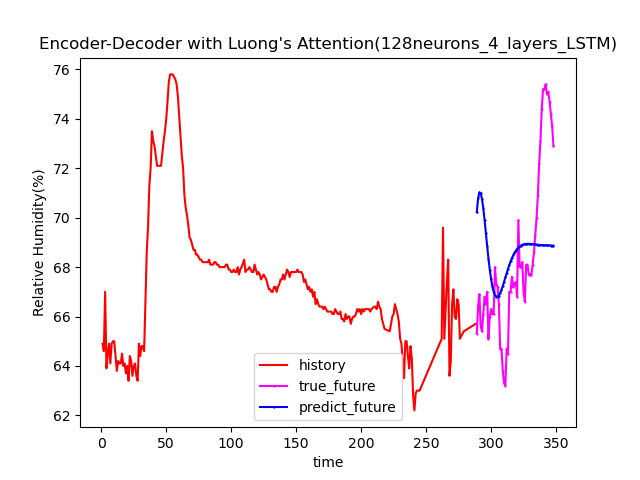 Encoder-Decoder with Luong's Attention(128neurons_4_layers_LSTM)
76
74
72
70
68
66
64
62
Relative Humidity(%)
history
true_future
predict_future
0 50 100 150 200 250 300 350
time